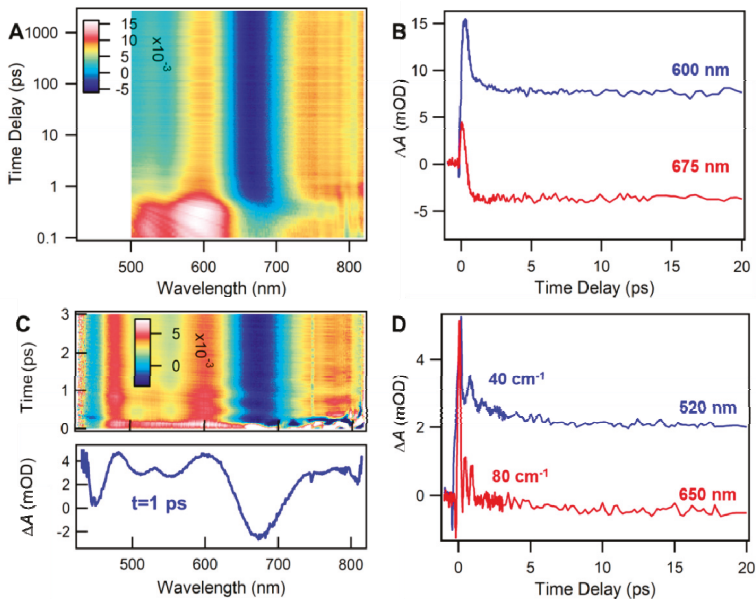 A
15
10
5
0
-5
x10⁻³
1000
100
10
1
0.1
Time Delay (ps)
500
600
700
800
Wavelength (nm)
B
15
10
5
0
-5
ΔA (mOD)
600 nm
675 nm
0
5
10
15
20
Time Delay (ps)
C
3
2
1
0
Time (ps)
5
0
x10⁻³
4
2
0
-2
ΔA (mOD)
t=1 ps
500
600
700
800
Wavelength (nm)
D
4
2
0
ΔA (mOD)
40 cm⁻¹
520 nm
80 cm⁻¹
650 nm
0
5
10
15
20
Time Delay (ps)